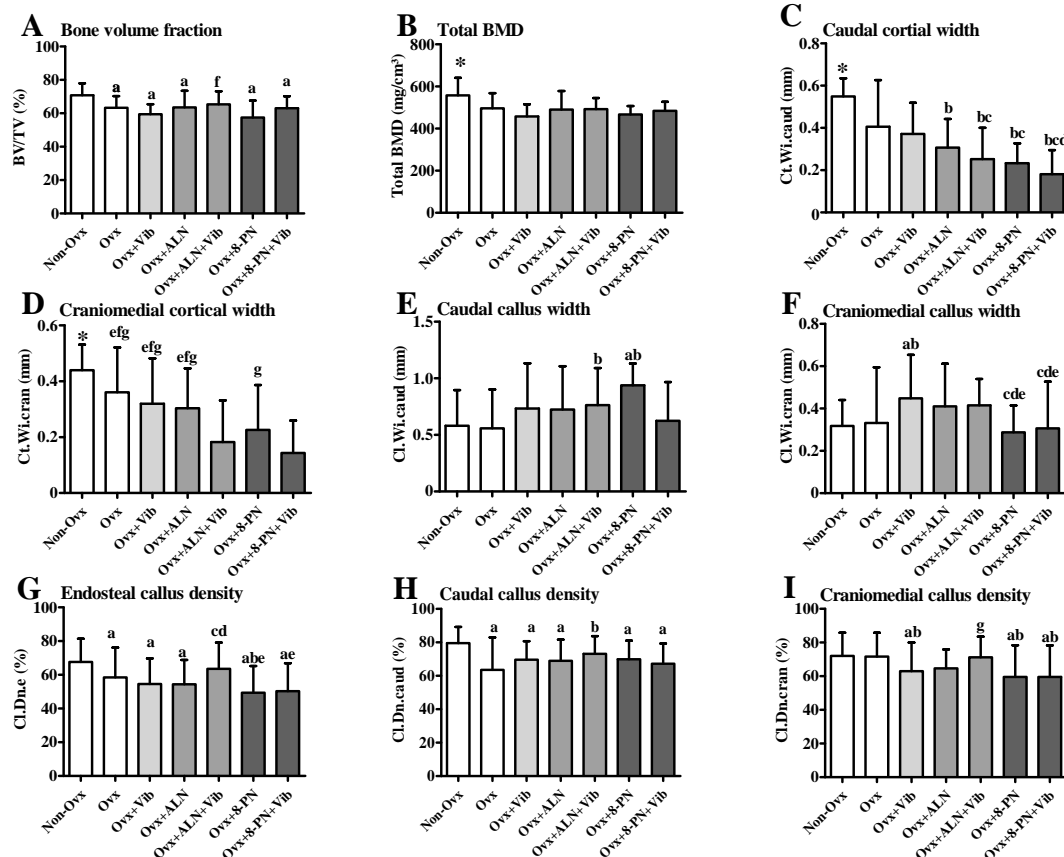 A Bone volume fraction
BV/TV (%)
100
80
60
40
20
0
a
a
a
f
a
a
Non-Ovx
Ovx
Ovx+Vib
Ovx+ALN
Ovx+ALN+Vib
Ovx+8-PN
Ovx+8-PN+Vib
B Total BMD
Total BMD (mg/cm³)
800
600
400
200
0
*
Non-Ovx
Ovx
Ovx+Vib
Ovx+ALN
Ovx+ALN+Vib
Ovx+8-PN
Ovx+8-PN+Vib
C Caudal cortial width
Ct.Wi.caud (mm)
0.6
0.4
0.2
0
*
b
bc
bc
bcd
Non-Ovx
Ovx
Ovx+Vib
Ovx+ALN
Ovx+ALN+Vib
Ovx+8-PN
Ovx+8-PN+Vib
D Craniomedial cortical width
Ct.Wi.cran (mm)
0.6
0.4
0.2
0
*
efg
efg
efg
g
Non-Ovx
Ovx
Ovx+Vib
Ovx+ALN
Ovx+ALN+Vib
Ovx+8-PN
Ovx+8-PN+Vib
E Caudal callus width
Cl.Wi.caud (mm)
1.5
1.0
0.5
0
b
ab
Non-Ovx
Ovx
Ovx+Vib
Ovx+ALN
Ovx+ALN+Vib
Ovx+8-PN
Ovx+8-PN+Vib
F Craniomedial callus width
Cl.Wi.cran (mm)
0.8
0.6
0.4
0.2
0
ab
cde
cde
Non-Ovx
Ovx
Ovx+Vib
Ovx+ALN
Ovx+ALN+Vib
Ovx+8-PN
Ovx+8-PN+Vib
G Endosteal callus density
Cl.Dn.e (%)
100
80
60
40
20
0
a
a
a
cd
abe
ae
Non-Ovx
Ovx
Ovx+Vib
Ovx+ALN
Ovx+ALN+Vib
Ovx+8-PN
Ovx+8-PN+Vib
H Caudal callus density
Cl.Dn.caud (%)
100
80
60
40
20
0
a
a
a
b
a
a
Non-Ovx
Ovx
Ovx+Vib
Ovx+ALN
Ovx+ALN+Vib
Ovx+8-PN
Ovx+8-PN+Vib
I Craniomedial callus density
Cl.Dn.cran (%)
100
80
60
40
20
0
ab
g
ab
ab
Non-Ovx
Ovx
Ovx+Vib
Ovx+ALN
Ovx+ALN+Vib
Ovx+8-PN
Ovx+8-PN+Vib